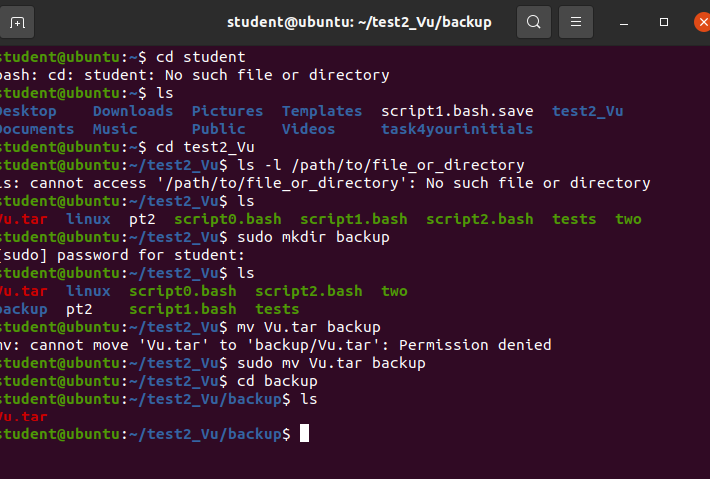 student@ubuntu: ~/test2_Vu/backup
student@ubuntu:~$ cd student
bash: cd: student: No such file or directory
student@ubuntu:~$ ls
Desktop Downloads Pictures Templates script1.bash.save test2_Vu
Documents Music Public Videos task4yourinitials
student@ubuntu:~$ cd test2_Vu
student@ubuntu:~/test2_Vu$ ls -l /path/to/file_or_directory
ls: cannot access '/path/to/file_or_directory': No such file or directory
student@ubuntu:~/test2_Vu$ ls
Vu.tar linux pt2 script0.bash script1.bash script2.bash tests two
student@ubuntu:~/test2_Vu$ sudo mkdir backup
[sudo] password for student:
student@ubuntu:~/test2_Vu$ ls
Vu.tar linux script0.bash script2.bash two
backup pt2 script1.bash tests
student@ubuntu:~/test2_Vu$ mv Vu.tar backup
mv: cannot move 'Vu.tar' to 'backup/Vu.tar': Permission denied
student@ubuntu:~/test2_Vu$ sudo mv Vu.tar backup
student@ubuntu:~/test2_Vu$ cd backup
student@ubuntu:~/test2_Vu/backup$ ls
Vu.tar
student@ubuntu:~/test2_Vu/backup$